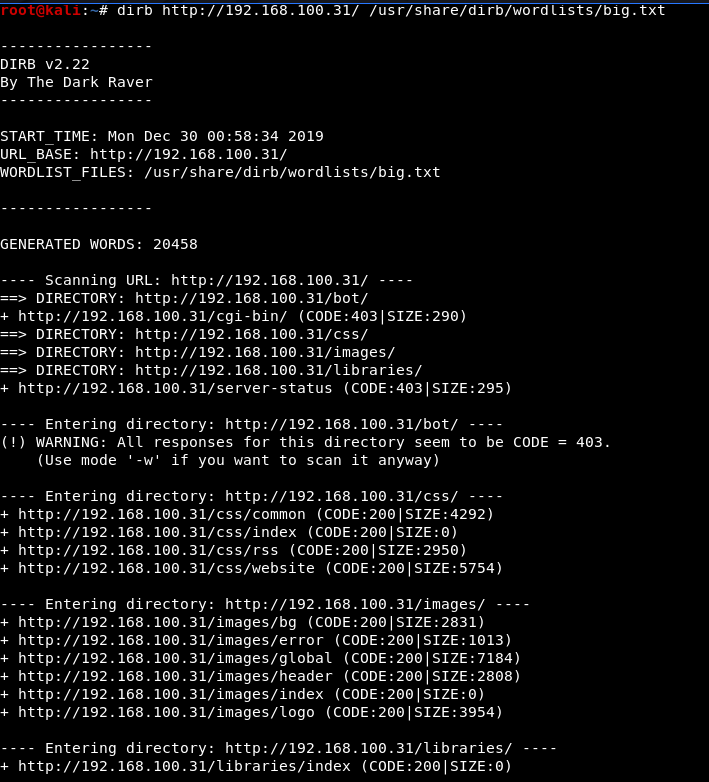 root@kali:~# dirb http://192.168.100.31/ /usr/share/dirb/wordlists/big.txt
-----------------
DIRB v2.22
By The Dark Raver
-----------------
START_TIME: Mon Dec 30 00:58:34 2019
URL_BASE: http://192.168.100.31/
WORDLIST_FILES: /usr/share/dirb/wordlists/big.txt
-----------------
GENERATED WORDS: 20458
---- Scanning URL: http://192.168.100.31/ ----
==> DIRECTORY: http://192.168.100.31/bot/
+ http://192.168.100.31/cgi-bin/ (CODE:403|SIZE:290)
==> DIRECTORY: http://192.168.100.31/css/
==> DIRECTORY: http://192.168.100.31/images/
==> DIRECTORY: http://192.168.100.31/libraries/
+ http://192.168.100.31/server-status (CODE:403|SIZE:295)
---- Entering directory: http://192.168.100.31/bot/ ----
(!) WARNING: All responses for this directory seem to be CODE = 403.
    (Use mode '-w' if you want to scan it anyway)
---- Entering directory: http://192.168.100.31/css/ ----
+ http://192.168.100.31/css/common (CODE:200|SIZE:4292)
+ http://192.168.100.31/css/index (CODE:200|SIZE:0)
+ http://192.168.100.31/css/rss (CODE:200|SIZE:2950)
+ http://192.168.100.31/css/website (CODE:200|SIZE:5754)
---- Entering directory: http://192.168.100.31/images/ ----
+ http://192.168.100.31/images/bg (CODE:200|SIZE:2831)
+ http://192.168.100.31/images/error (CODE:200|SIZE:1013)
+ http://192.168.100.31/images/global (CODE:200|SIZE:7184)
+ http://192.168.100.31/images/header (CODE:200|SIZE:2808)
+ http://192.168.100.31/images/index (CODE:200|SIZE:0)
+ http://192.168.100.31/images/logo (CODE:200|SIZE:3954)
---- Entering directory: http://192.168.100.31/libraries/ ----
+ http://192.168.100.31/libraries/index (CODE:200|SIZE:0)